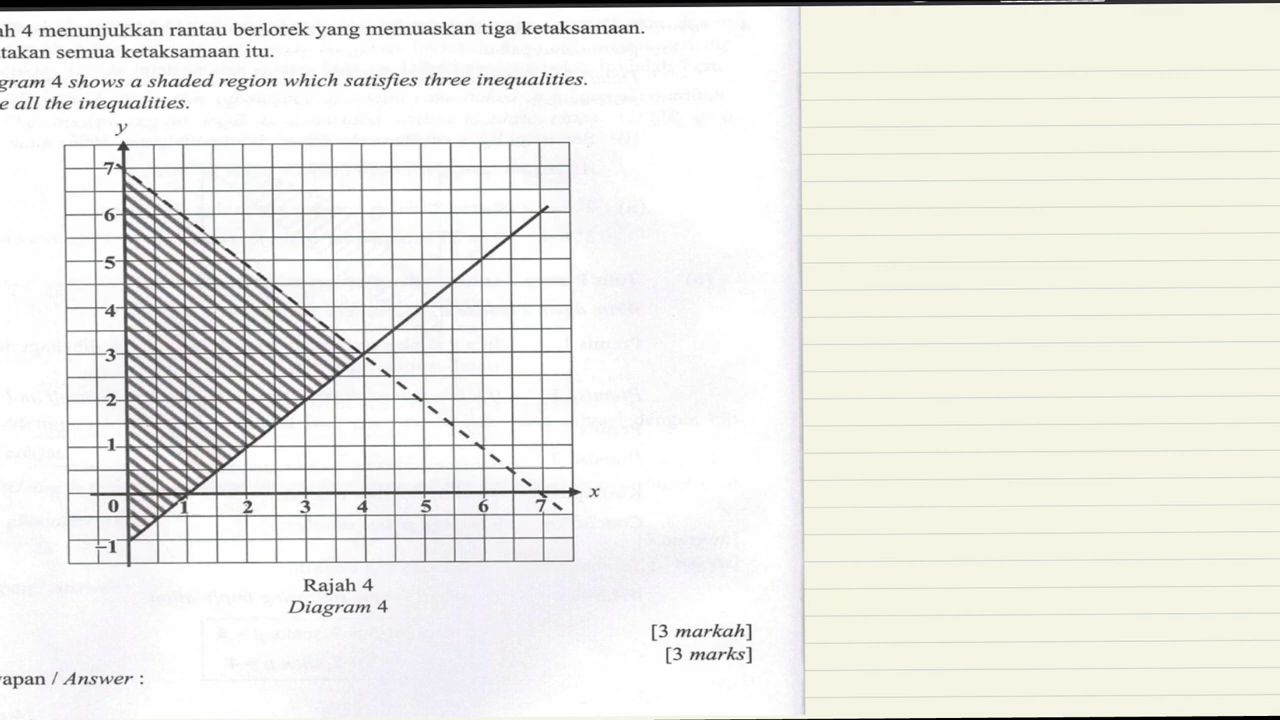 ah 4 menunjukkan rantau berlorek yang memuaskan tiga ketaksamaan.
takan semua ketaksamaan itu.
gram 4 shows a shaded region which satisfies three inequalities.
e all the inequalities.
y
7
6
5
4
3
2
1
0 1 2 3 4 5 6 7 x
−1
Rajah 4
Diagram 4
[3 markah]
[3 marks]
apan / Answer :